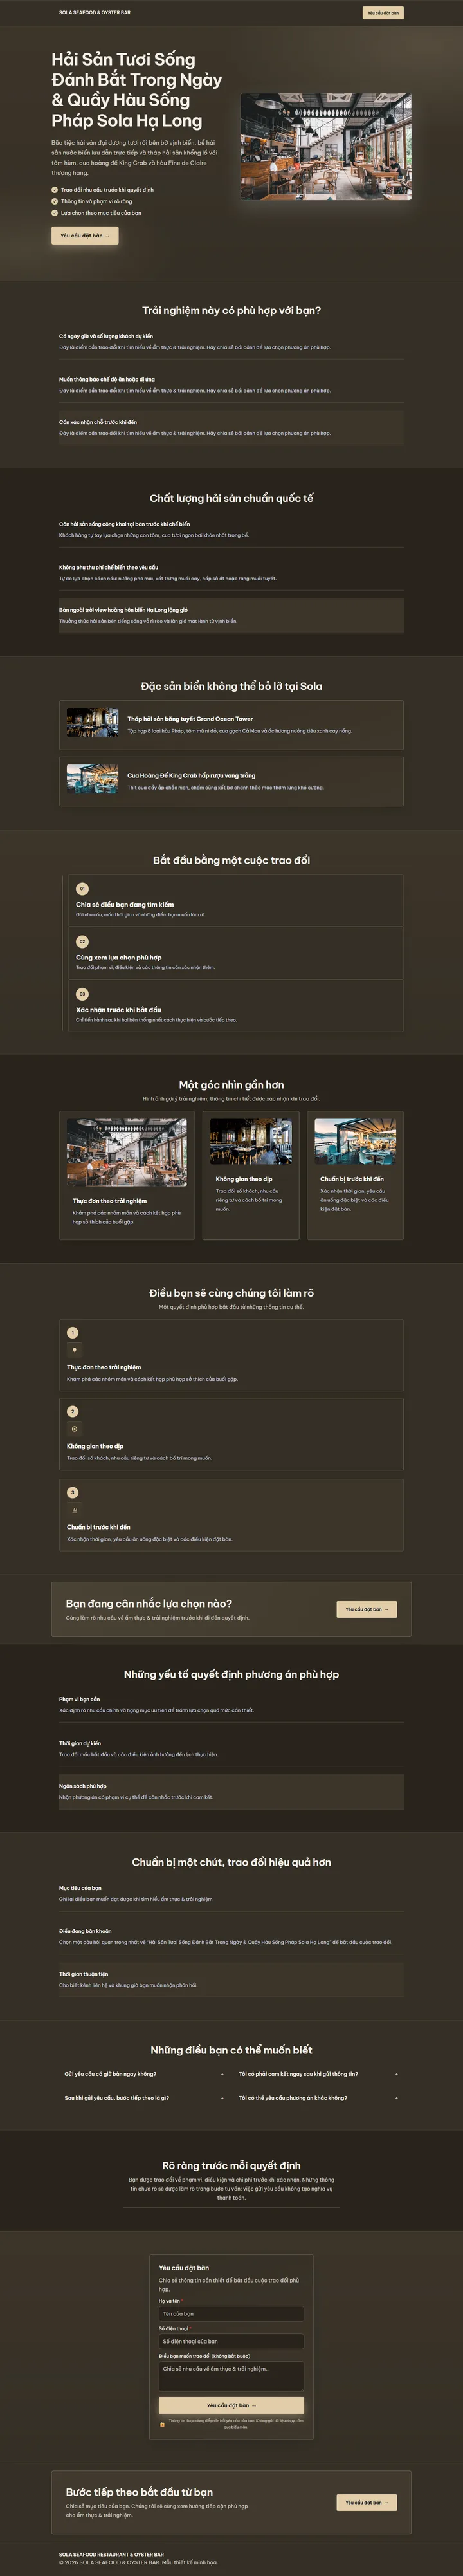 SOLA SEAFOOD & OYSTER BAR
Yêu cầu đặt bàn
Hải Sản Tươi Sống
Đánh Bắt Trong Ngày
& Quầy Hàu Sống
Pháp Sola Hạ Long
Bữa tiệc hải sản đại dương tươi rói bên bờ vịnh biển, bể hải
sản nước biển lưu dẫn trực tiếp và tháp hải sản khổng lồ với
tôm hùm, cua hoàng đế King Crab và hàu Fine de Claire
thượng hạng.
Trao đổi nhu cầu trước khi quyết định
Thông tin và phạm vi rõ ràng
Lựa chọn theo mục tiêu của bạn
Yêu cầu đặt bàn →
Trải nghiệm này có phù hợp với bạn?
Có ngày giờ và số lượng khách dự kiến
Đây là điểm cần trao đổi khi tìm hiểu về ẩm thực & trải nghiệm. Hãy chia sẻ bối cảnh để lựa chọn phương án phù hợp.
Muốn thông báo chế độ ăn hoặc dị ứng
Đây là điểm cần trao đổi khi tìm hiểu về ẩm thực & trải nghiệm. Hãy chia sẻ bối cảnh để lựa chọn phương án phù hợp.
Cần xác nhận chỗ trước khi đến
Đây là điểm cần trao đổi khi tìm hiểu về ẩm thực & trải nghiệm. Hãy chia sẻ bối cảnh để lựa chọn phương án phù hợp.
Chất lượng hải sản chuẩn quốc tế
Cân hải sản sống công khai tại bàn trước khi chế biến
Khách hàng tự tay lựa chọn những con tôm, cua tươi ngon bơi khỏe nhất trong bể.
Không phụ thu phí chế biến theo yêu cầu
Tự do lựa chọn cách nấu: nướng phô mai, xốt trứng muối cay, hấp sả ớt hoặc rang muối tuyết.
Bàn ngoài trời view hoàng hôn biển Hạ Long lộng gió
Thưởng thức hải sản bên tiếng sóng vỗ rì rào và làn gió mát lành từ vịnh biển.
Đặc sản biển không thể bỏ lỡ tại Sola
Tháp hải sản băng tuyết Grand Ocean Tower
Tập hợp 8 loại hàu Pháp, tôm mũ ni đỏ, cua gạch Cà Mau và ốc hương nướng tiêu xanh cay nồng.
Cua Hoàng Đế King Crab hấp rượu vang trắng
Thịt cua đầy ắp chắc nịch, chấm cùng xốt bơ chanh thảo mộc thơm lừng khó cưỡng.
Bắt đầu bằng một cuộc trao đổi
01
Chia sẻ điều bạn đang tìm kiếm
Gửi nhu cầu, mốc thời gian và những điểm bạn muốn làm rõ.
02
Cùng xem lựa chọn phù hợp
Trao đổi phạm vi, điều kiện và các thông tin cần xác nhận thêm.
03
Xác nhận trước khi bắt đầu
Chỉ tiến hành sau khi hai bên thống nhất cách thực hiện và bước tiếp theo.
Một góc nhìn gần hơn
Hình ảnh gợi ý trải nghiệm; thông tin chi tiết được xác nhận khi trao đổi.
Thực đơn theo trải nghiệm
Khám phá các nhóm món và cách kết hợp phù
hợp sở thích của buổi gặp.
Không gian theo dịp
Trao đổi số khách, nhu cầu
riêng tư và cách bố trí mong
muốn.
Chuẩn bị trước khi đến
Xác nhận thời gian, yêu cầu
ăn uống đặc biệt và các điều
kiện đặt bàn.
Điều bạn sẽ cùng chúng tôi làm rõ
Một quyết định phù hợp bắt đầu từ những thông tin cụ thể.
1
Thực đơn theo trải nghiệm
Khám phá các nhóm món và cách kết hợp phù hợp sở thích của buổi gặp.
2
Không gian theo dịp
Trao đổi số khách, nhu cầu riêng tư và cách bố trí mong muốn.
3
Chuẩn bị trước khi đến
Xác nhận thời gian, yêu cầu ăn uống đặc biệt và các điều kiện đặt bàn.
Bạn đang cân nhắc lựa chọn nào?
Cùng làm rõ nhu cầu về ẩm thực & trải nghiệm trước khi đi đến quyết định.
Yêu cầu đặt bàn →
Những yếu tố quyết định phương án phù hợp
Phạm vi bạn cần
Xác định rõ nhu cầu chính và hạng mục ưu tiên để tránh lựa chọn quá mức cần thiết.
Thời gian dự kiến
Trao đổi mốc bắt đầu và các điều kiện ảnh hưởng đến lịch thực hiện.
Ngân sách phù hợp
Nhận phương án có phạm vi cụ thể để cân nhắc trước khi cam kết.
Chuẩn bị một chút, trao đổi hiệu quả hơn
Mục tiêu của bạn
Ghi lại điều bạn muốn đạt được khi tìm hiểu ẩm thực & trải nghiệm.
Điều đang băn khoăn
Chọn một câu hỏi quan trọng nhất về "Hải Sản Tươi Sống Đánh Bắt Trong Ngày & Quầy Hàu Sống Pháp Sola Hạ Long" để bắt đầu cuộc trao đổi.
Thời gian thuận tiện
Cho biết kênh liên hệ và khung giờ bạn muốn nhận phản hồi.
Những điều bạn có thể muốn biết
Gửi yêu cầu có giữ bàn ngay không? +
Tôi có phải cam kết ngay sau khi gửi thông tin? +
Sau khi gửi yêu cầu, bước tiếp theo là gì? +
Tôi có thể yêu cầu phương án khác không? +
Rõ ràng trước mỗi quyết định
Bạn được trao đổi về phạm vi, điều kiện và chi phí trước khi xác nhận. Những thông
tin chưa rõ sẽ được làm rõ trong bước tư vấn; việc gửi yêu cầu không tạo nghĩa vụ
thanh toán.
Yêu cầu đặt bàn
Chia sẻ thông tin cần thiết để bắt đầu cuộc trao đổi phù
hợp.
Họ và tên *
Tên của bạn
Số điện thoại *
Số điện thoại của bạn
Điều bạn muốn trao đổi (không bắt buộc)
Chia sẻ nhu cầu về ẩm thực & trải nghiệm...
Yêu cầu đặt bàn →
Thông tin được dùng để phản hồi yêu cầu của bạn. Không gửi dữ liệu nhạy cảm
qua biểu mẫu.
Bước tiếp theo bắt đầu từ bạn
Chia sẻ mục tiêu của bạn. Chúng tôi sẽ cùng xem hướng tiếp cận phù hợp
cho ẩm thực & trải nghiệm.
Yêu cầu đặt bàn →
SOLA SEAFOOD RESTAURANT & OYSTER BAR
© 2026 SOLA SEAFOOD & OYSTER BAR. Mẫu thiết kế minh họa.